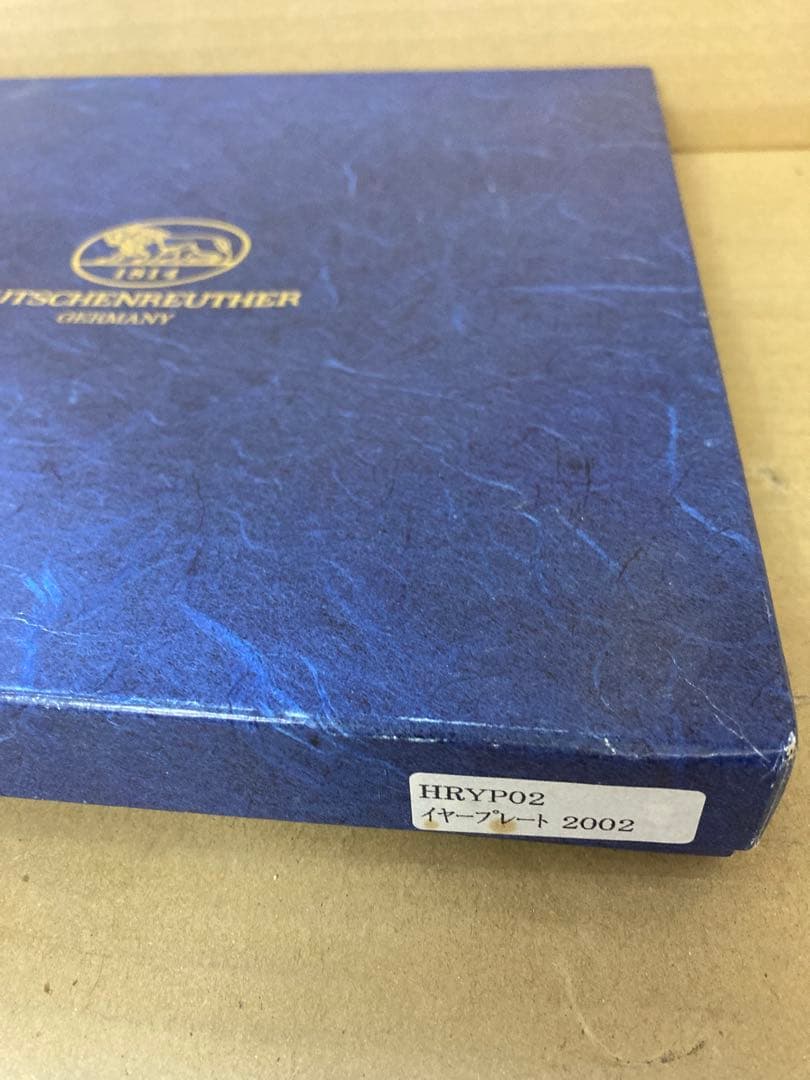 1814
UTSCHENREUTHER
GERMANY
HRYP02
ｲﾔｰﾌﾟﾚｰﾄ 2002